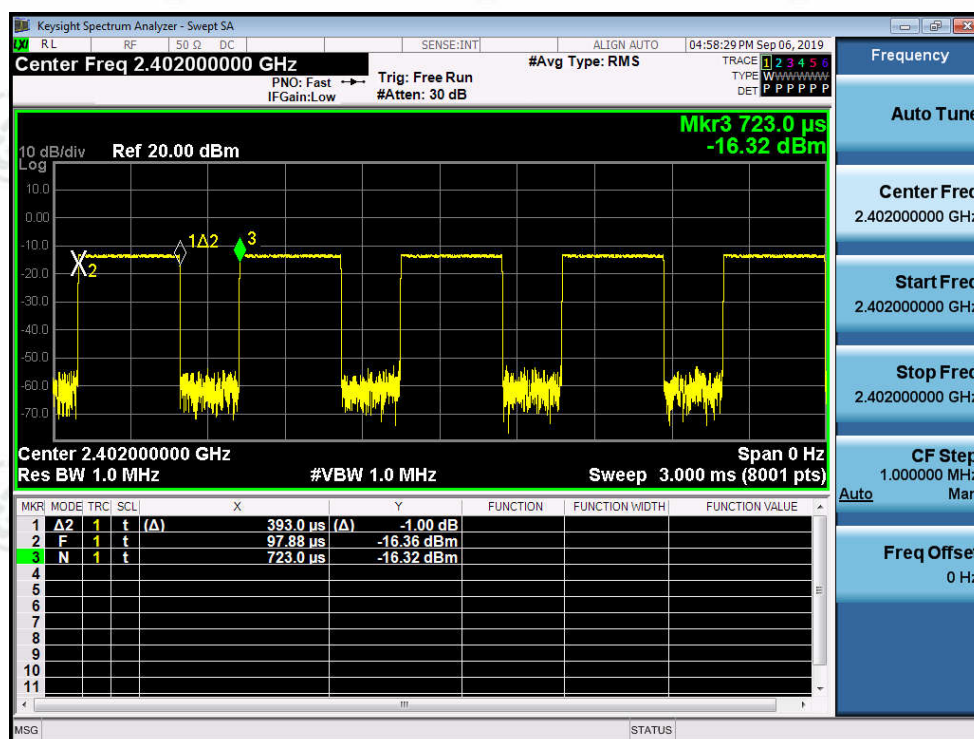 Keysight Spectrum Analyzer - Swept SA
LXI RL RF 50 Ω DC SENSE:INT ALIGN AUTO 04:58:29 PM Sep 06, 2019
Center Freq 2.402000000 GHz
PNO: Fast
IFGain:Low
Trig: Free Run
#Atten: 30 dB
#Avg Type: RMS
TRACE 1 2 3 4 5 6
TYPE WWWWWW
DET P P P P P P
Mkr3 723.0 µs
-16.32 dBm
10 dB/div Ref 20.00 dBm
Log
10.0
0.00
-10.0
-20.0
-30.0
-40.0
-50.0
-60.0
-70.0
2
1Δ2
3
Center 2.402000000 GHz Span 0 Hz
Res BW 1.0 MHz #VBW 1.0 MHz Sweep 3.000 ms (8001 pts)
MKR MODE TRC SCL X Y FUNCTION FUNCTION WIDTH FUNCTION VALUE
1 Δ2 1 t (Δ) 393.0 µs (Δ) -1.00 dB
2 F 1 t 97.88 µs -16.36 dBm
3 N 1 t 723.0 µs -16.32 dBm
4
5
6
7
8
9
10
11
MSG STATUS
Frequency
Auto Tune
Center Freq
2.402000000 GHz
Start Freq
2.402000000 GHz
Stop Freq
2.402000000 GHz
CF Step
1.000000 MHz
Auto Man
Freq Offset
0 Hz